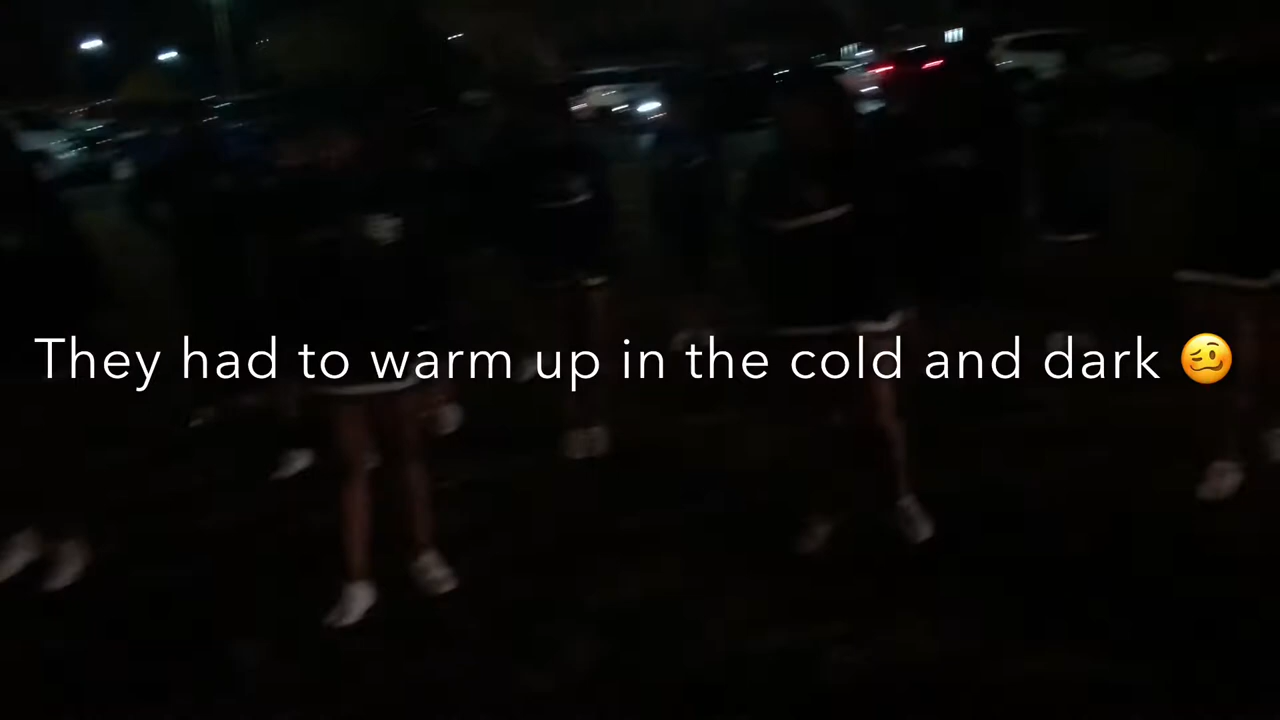 They had to warm up in the cold and dark 🥴